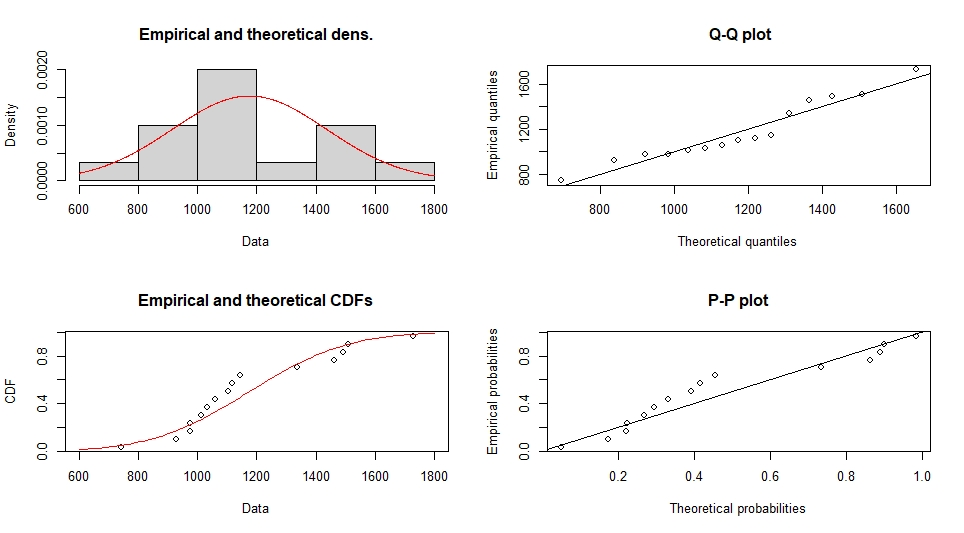 Empirical and theoretical dens.
Density
0.0000 0.0010 0.0020
600 800 1000 1200 1400 1600 1800
Data
Q-Q plot
Empirical quantiles
800 1200 1600
800 1000 1200 1400 1600
Theoretical quantiles
Empirical and theoretical CDFs
CDF
0.0 0.4 0.8
600 800 1000 1200 1400 1600 1800
Data
P-P plot
Empirical probabilities
0.0 0.4 0.8
0.2 0.4 0.6 0.8 1.0
Theoretical probabilities